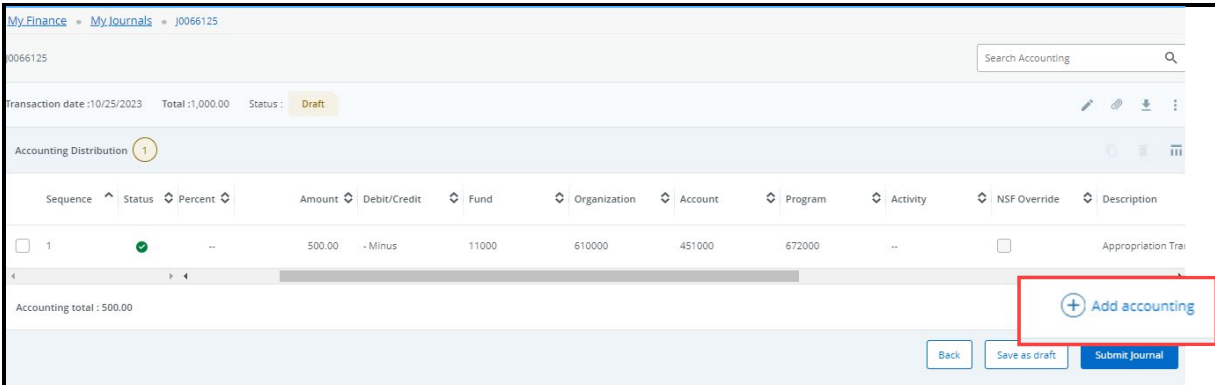 My Finance • My Journals • J0066125
J0066125 Search Accounting
Transaction date :10/25/2023 Total :1,000.00 Status : Draft
Accounting Distribution 1
Sequence Status Percent Amount Debit/Credit Fund Organization Account Program Activity NSF Override Description
1 -- 500.00 - Minus 11000 610000 451000 672000 -- Appropriation Tra
Accounting total : 500.00 Add accounting
Back Save as draft Submit Journal